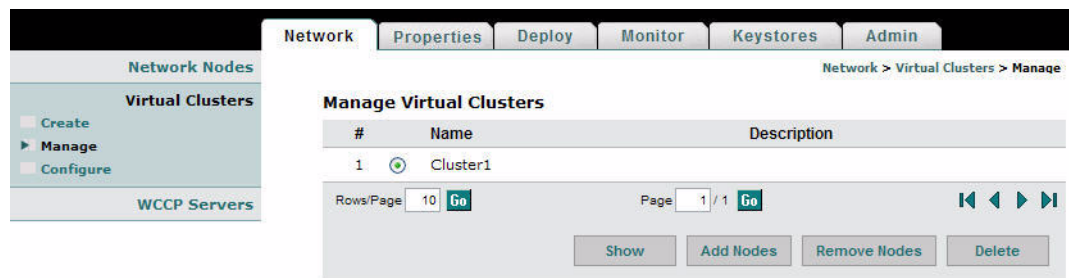 Network Properties Deploy Monitor Keystores Admin
Network Nodes
Network > Virtual Clusters > Manage
Virtual Clusters
Create
Manage
Configure
WCCP Servers
Manage Virtual Clusters
# Name Description
1 Cluster1
Rows/Page 10 Go Page 1 / 1 Go
Show Add Nodes Remove Nodes Delete